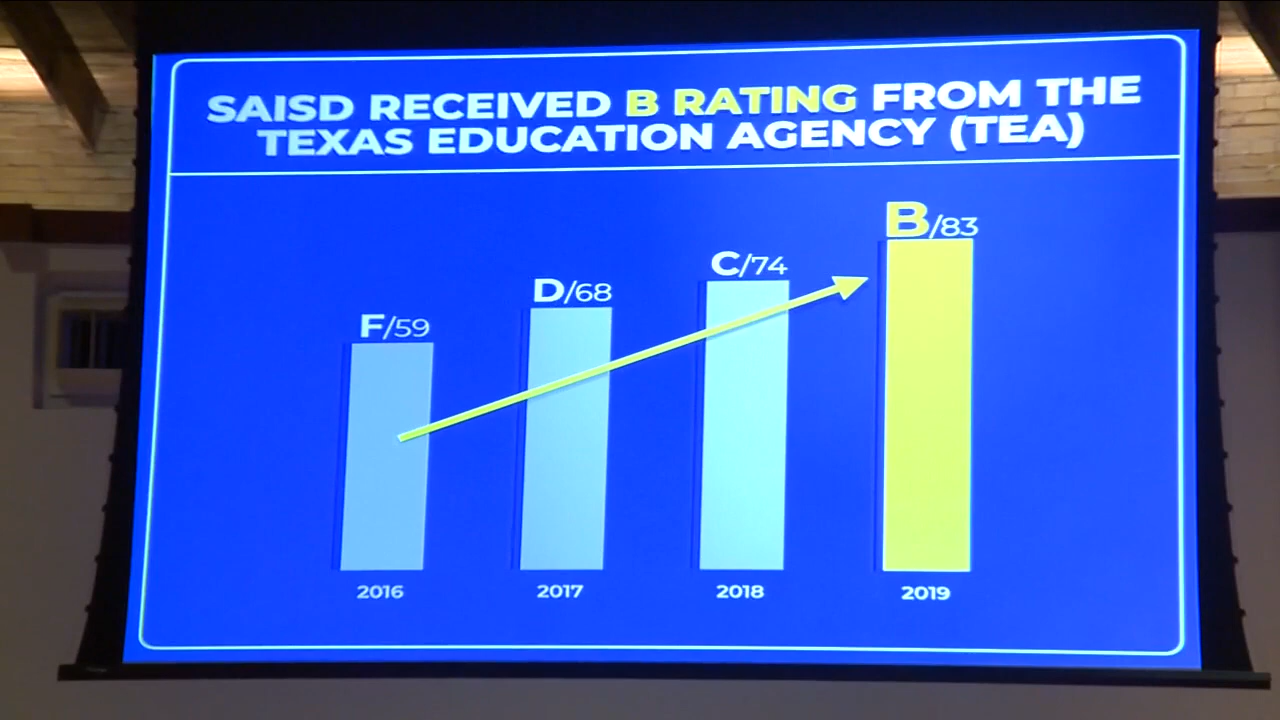 SAISD RECEIVED B RATING FROM THE
TEXAS EDUCATION AGENCY (TEA)
F/59
D/68
C/74
B/83
2016
2017
2018
2019